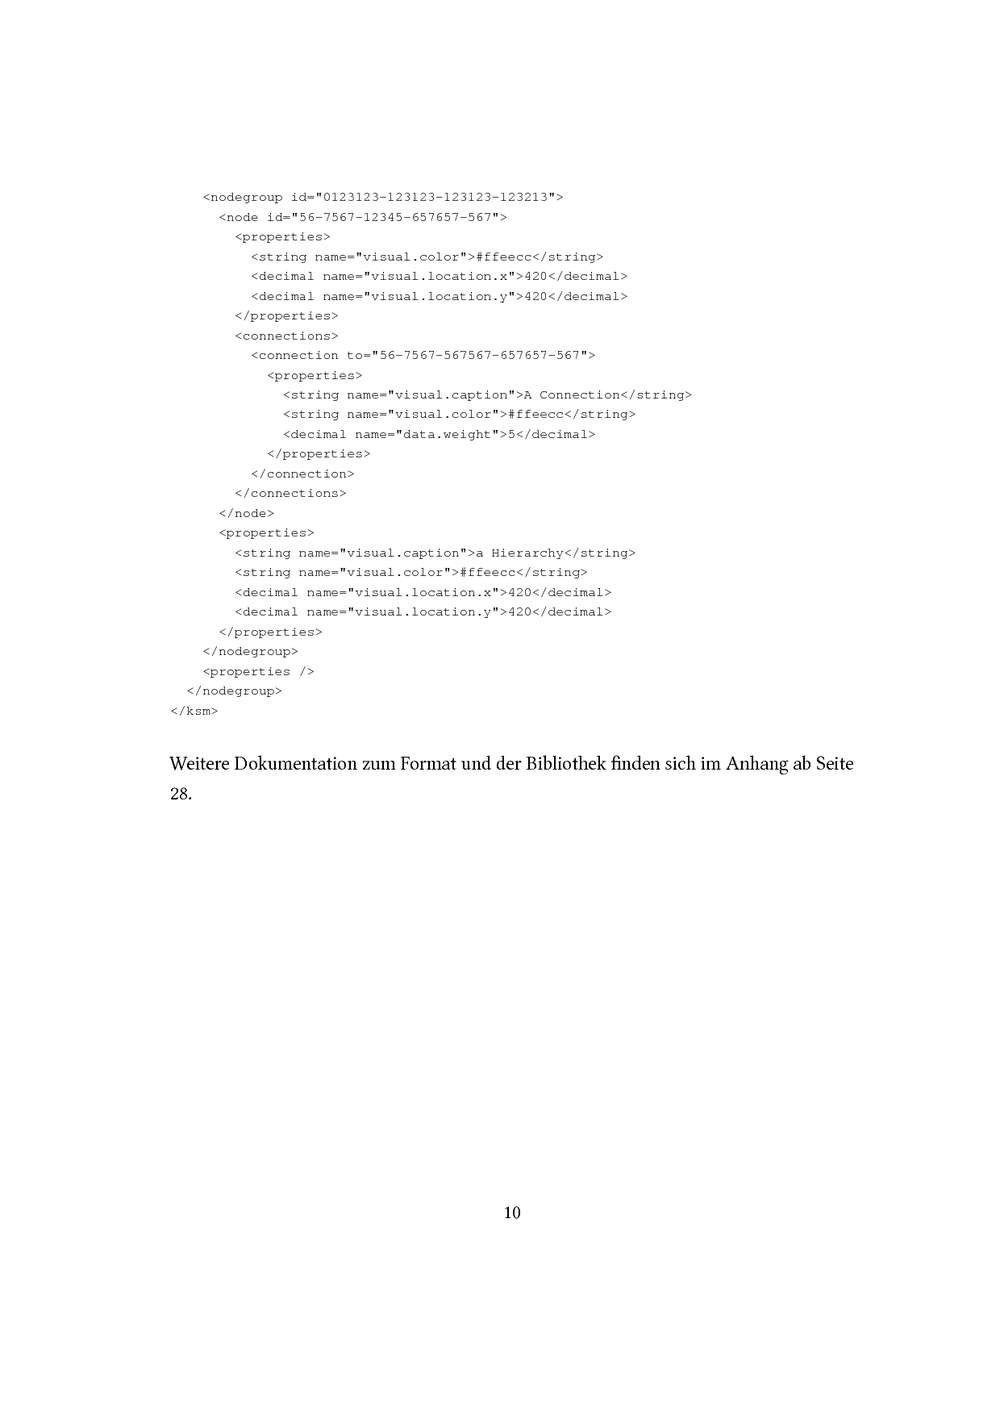 <nodegroup id="0123123-123123-123123-123213">
      <node id="56-7567-12345-657657-567">
        <properties>
          <string name="visual.color">#ffeecc</string>
          <decimal name="visual.location.x">420</decimal>
          <decimal name="visual.location.y">420</decimal>
        </properties>
        <connections>
          <connection to="56-7567-567567-657657-567">
            <properties>
              <string name="visual.caption">A Connection</string>
              <string name="visual.color">#ffeecc</string>
              <decimal name="data.weight">5</decimal>
            </properties>
          </connection>
        </connections>
      </node>
      <properties>
        <string name="visual.caption">a Hierarchy</string>
        <string name="visual.color">#ffeecc</string>
        <decimal name="visual.location.x">420</decimal>
        <decimal name="visual.location.y">420</decimal>
      </properties>
    </nodegroup>
    <properties />
  </nodegroup>
</ksm>
Weitere Dokumentation zum Format und der Bibliothek finden sich im Anhang ab Seite
28.
10